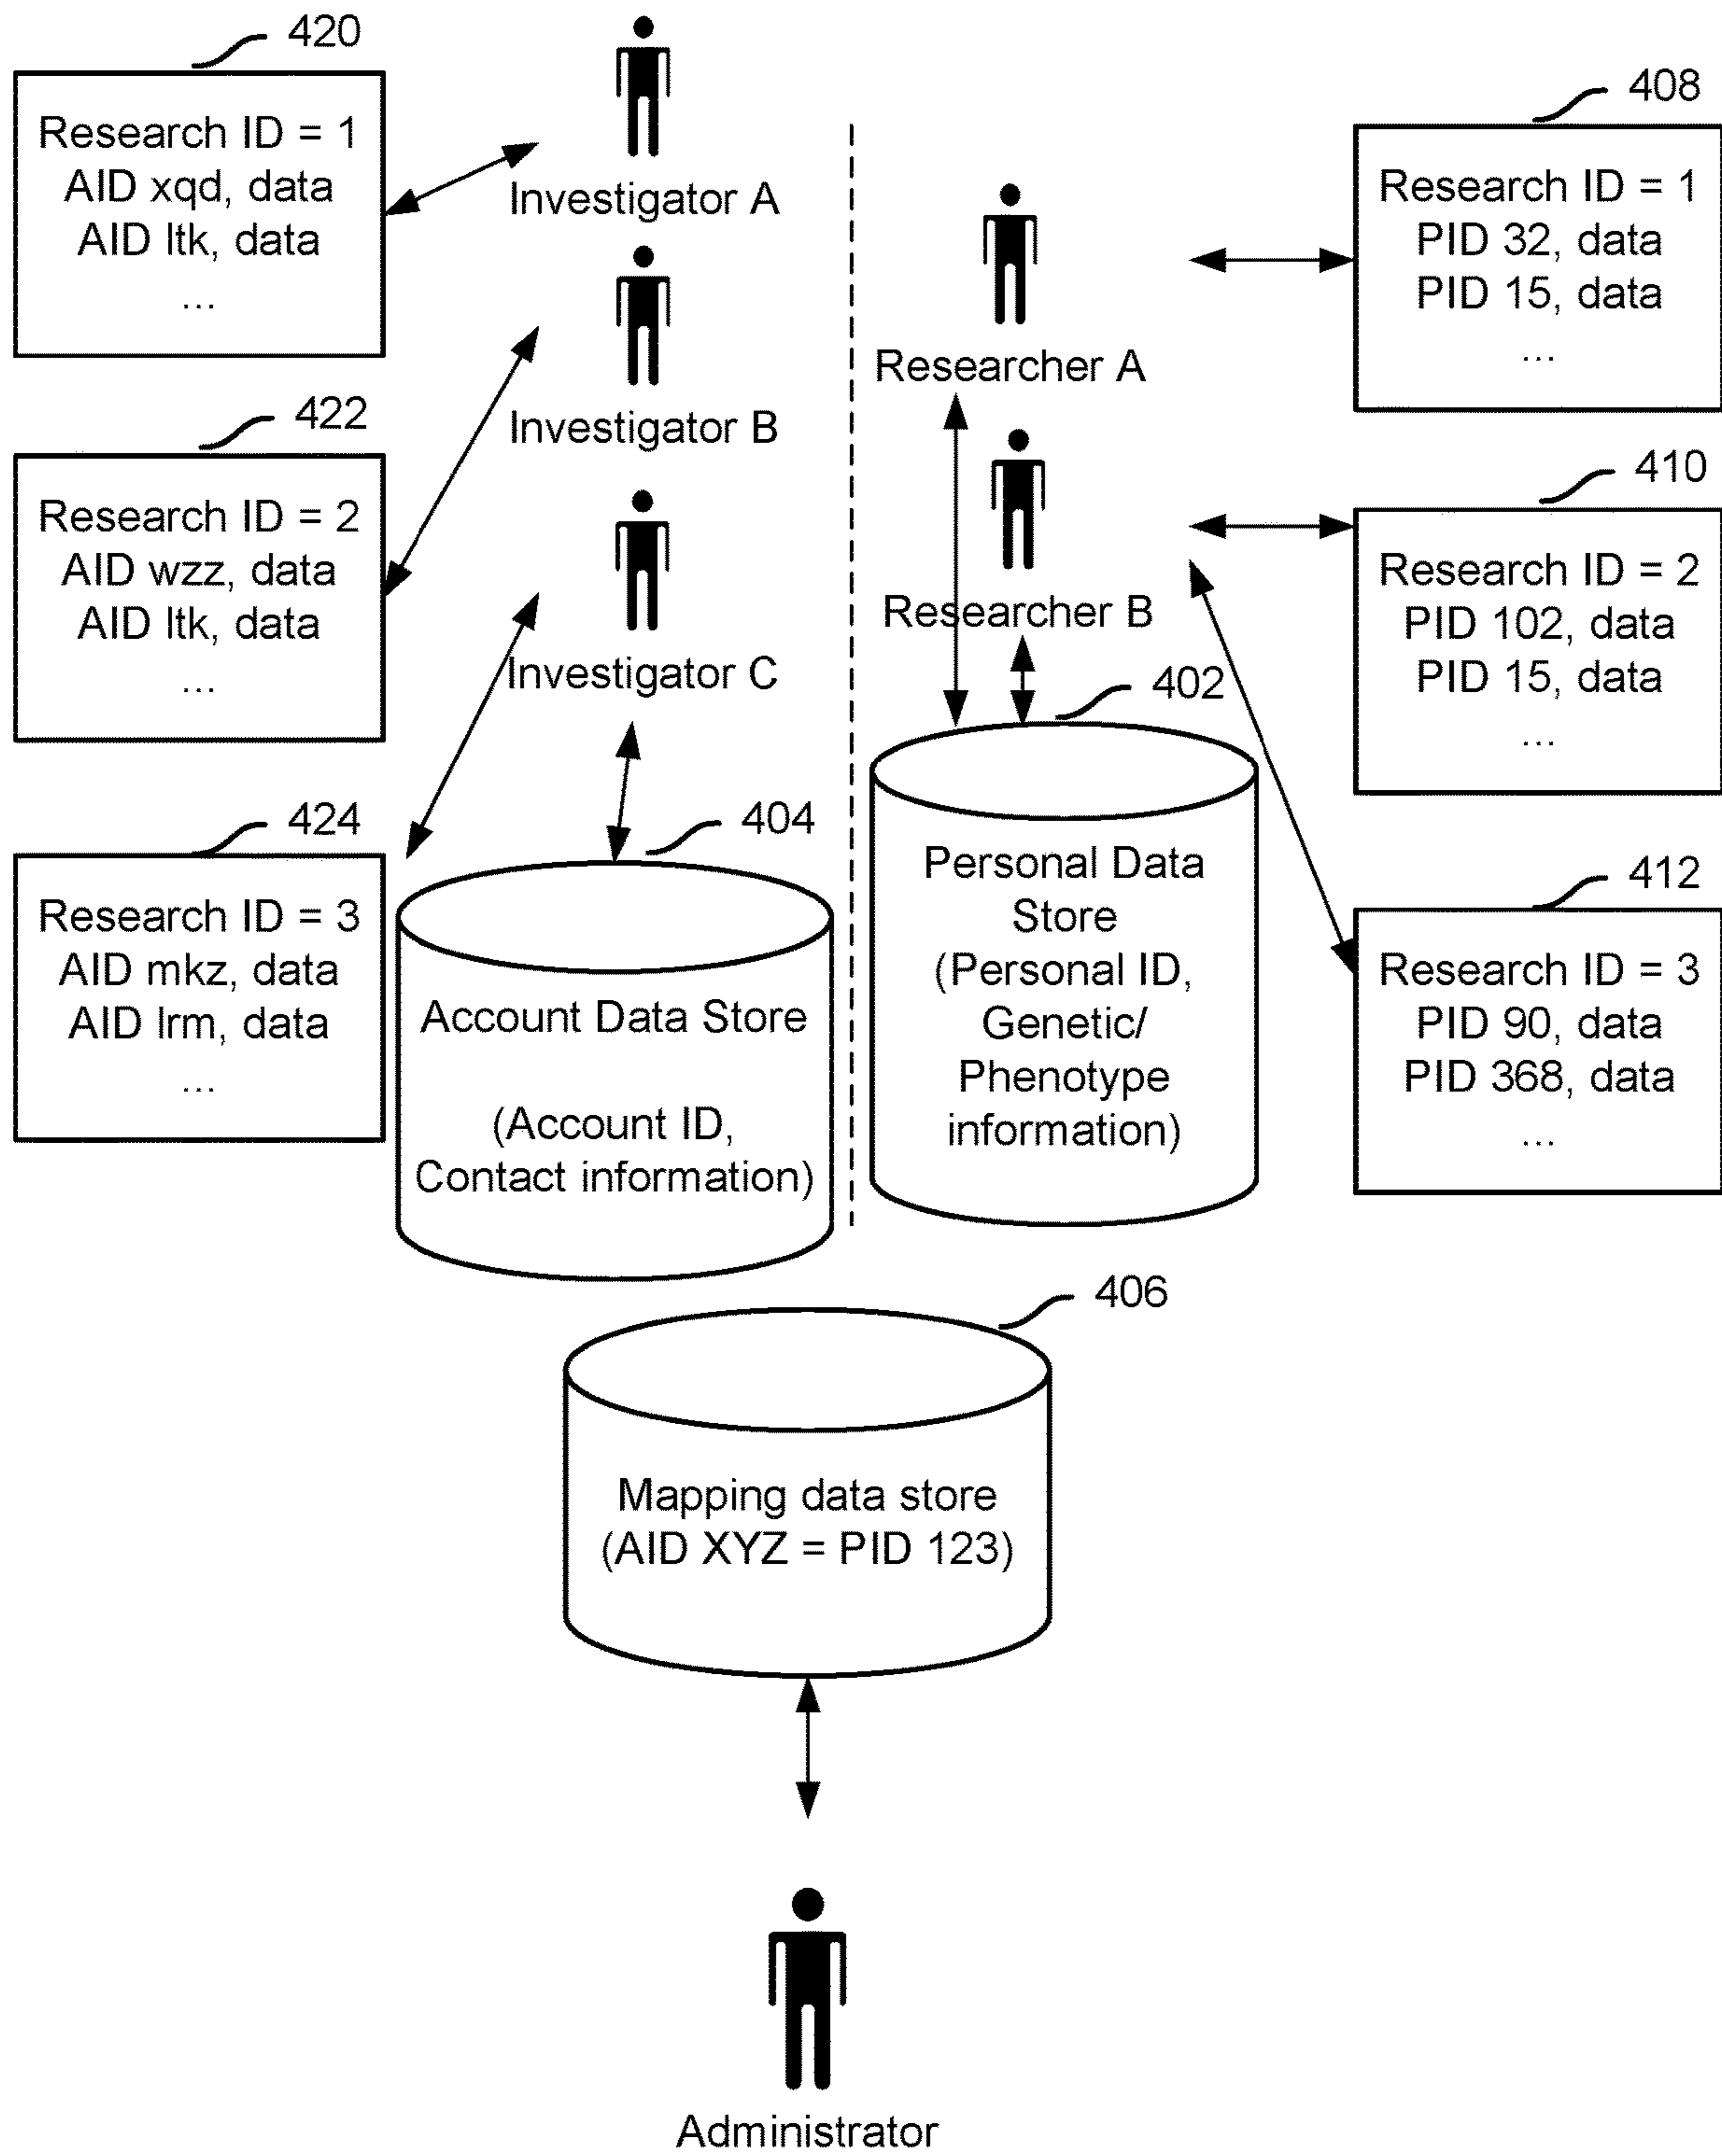 420
Research ID = 1
AID xqd, data
AID ltk, data
...
Investigator A
422
Research ID = 2
AID wzz, data
AID ltk, data
...
Investigator B
424
Research ID = 3
AID mkz, data
AID lrm, data
...
Investigator C
404
Account Data Store
(Account ID,
Contact information)
Researcher A
Researcher B
402
Personal Data
Store
(Personal ID,
Genetic/
Phenotype
information)
408
Research ID = 1
PID 32, data
PID 15, data
...
410
Research ID = 2
PID 102, data
PID 15, data
...
412
Research ID = 3
PID 90, data
PID 368, data
...
406
Mapping data store
(AID XYZ = PID 123)
Administrator